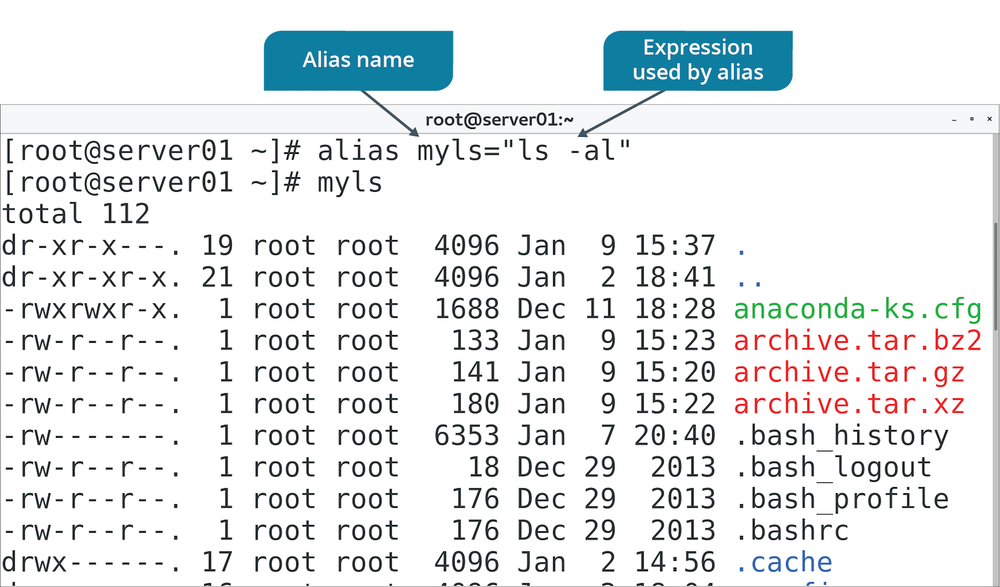 Alias name
Expression
used by alias
root@server01:~
[root@server01 ~]# alias myls="ls -al"
[root@server01 ~]# myls
total 112
dr-xr-x---. 19 root root  4096 Jan  9 15:37 .
dr-xr-xr-x. 21 root root  4096 Jan  2 18:41 ..
-rwxrwxr-x.  1 root root  1688 Dec 11 18:28 anaconda-ks.cfg
-rw-r--r--.  1 root root   133 Jan  9 15:23 archive.tar.bz2
-rw-r--r--.  1 root root   141 Jan  9 15:20 archive.tar.gz
-rw-r--r--.  1 root root   180 Jan  9 15:22 archive.tar.xz
-rw-------.  1 root root  6353 Jan  7 20:40 .bash_history
-rw-r--r--.  1 root root    18 Dec 29  2013 .bash_logout
-rw-r--r--.  1 root root   176 Dec 29  2013 .bash_profile
-rw-r--r--.  1 root root   176 Dec 29  2013 .bashrc
drwx------. 17 root root  4096 Jan  2 14:56 .cache